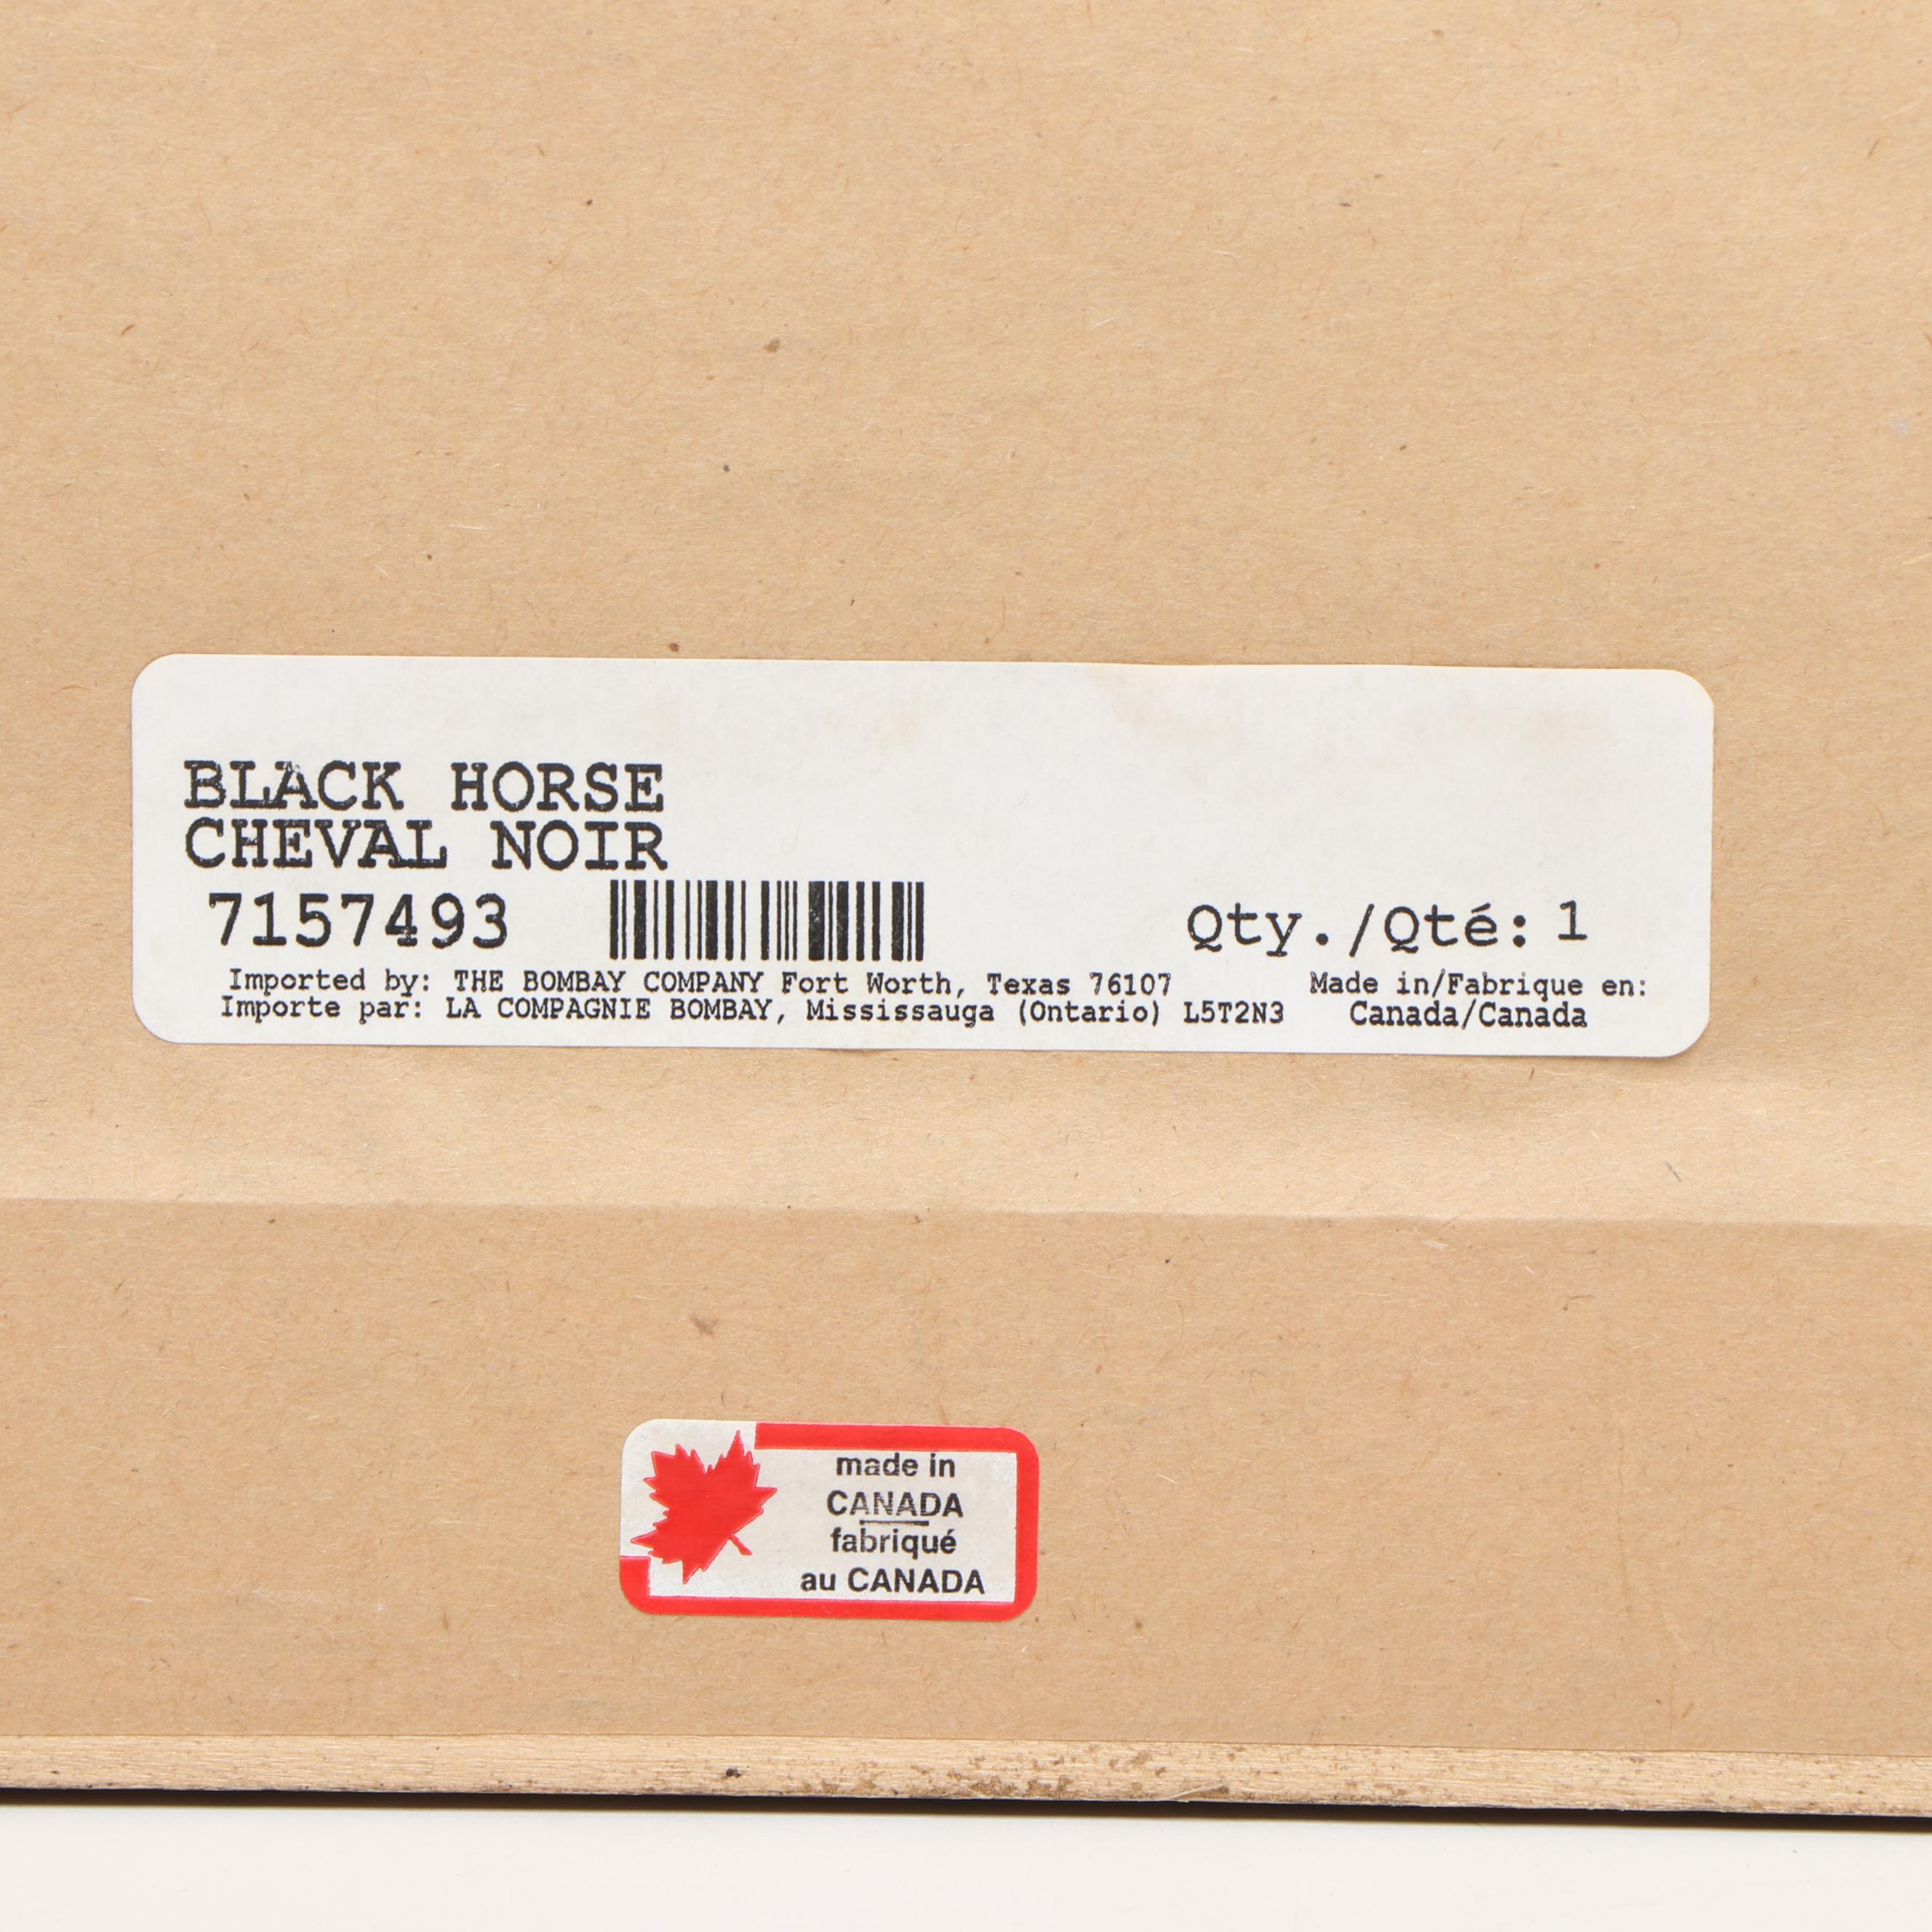 BLACK HORSE
CHEVAL NOIR
7157493
Qty./Qté: 1
Imported by: THE BOMBAY COMPANY Fort Worth, Texas 76107
Importe par: LA COMPAGNIE BOMBAY, Mississauga (Ontario) L5T2N3
Made in/Fabrique en:
Canada/Canada
made in
CANADA
fabriqué
au CANADA